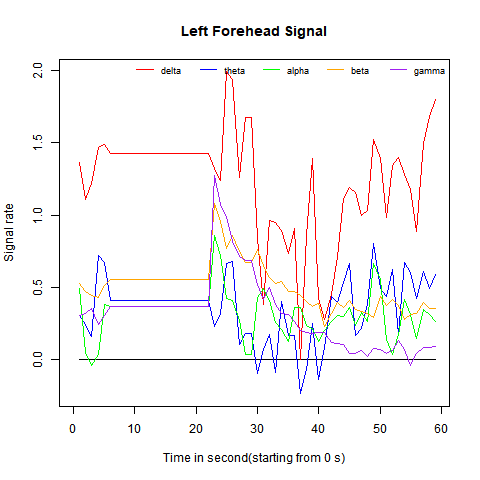 Left Forehead Signal
delta theta alpha beta gamma
2.0
1.5
1.0
0.5
0.0
Signal rate
0 10 20 30 40 50 60
Time in second(starting from 0 s)